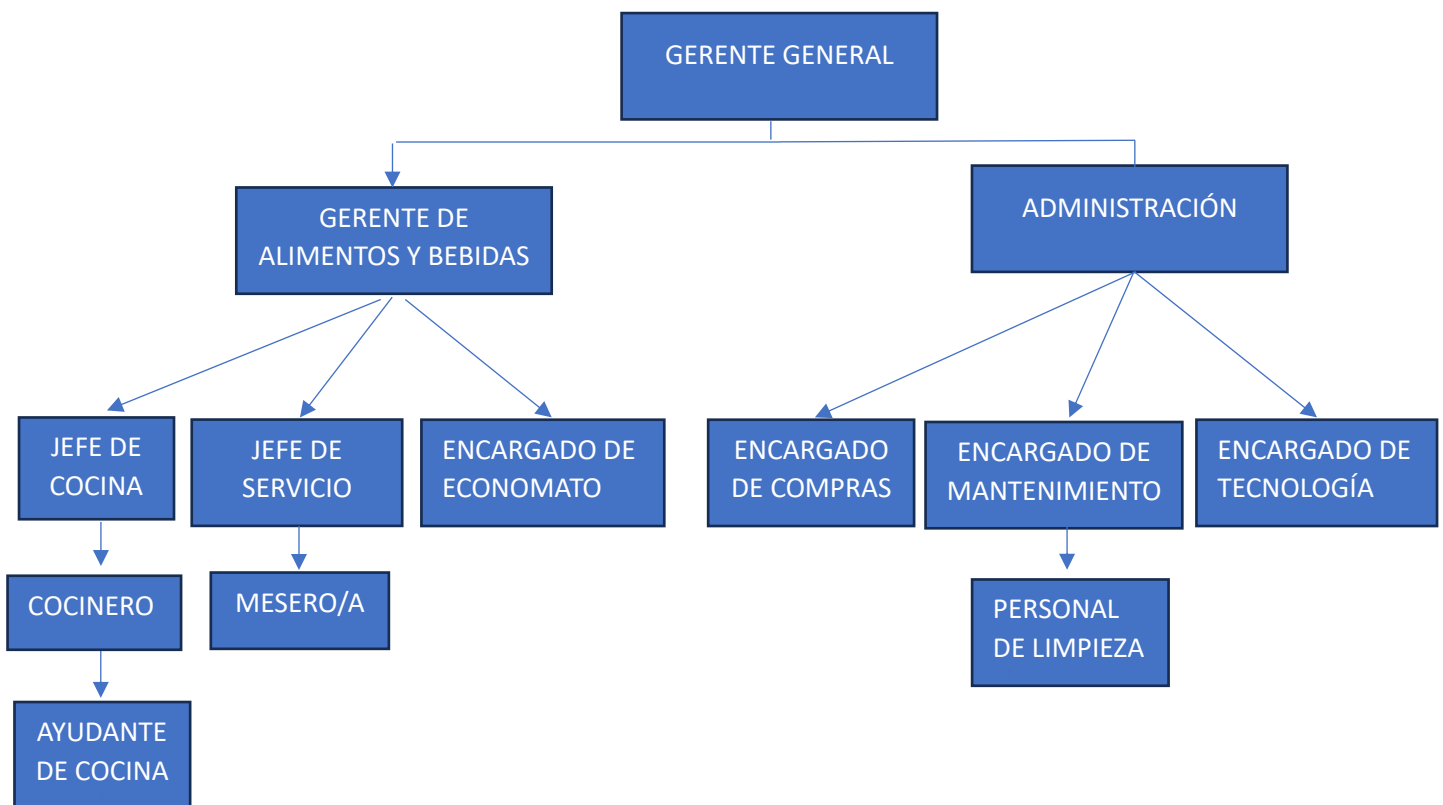 GERENTE GENERAL
GERENTE DE
ALIMENTOS Y BEBIDAS
ADMINISTRACIÓN
JEFE DE
COCINA
JEFE DE
SERVICIO
ENCARGADO DE
ECONOMATO
ENCARGADO
DE COMPRAS
ENCARGADO DE
MANTENIMIENTO
ENCARGADO DE
TECNOLOGÍA
COCINERO
MESERO/A
PERSONAL
DE LIMPIEZA
AYUDANTE
DE COCINA